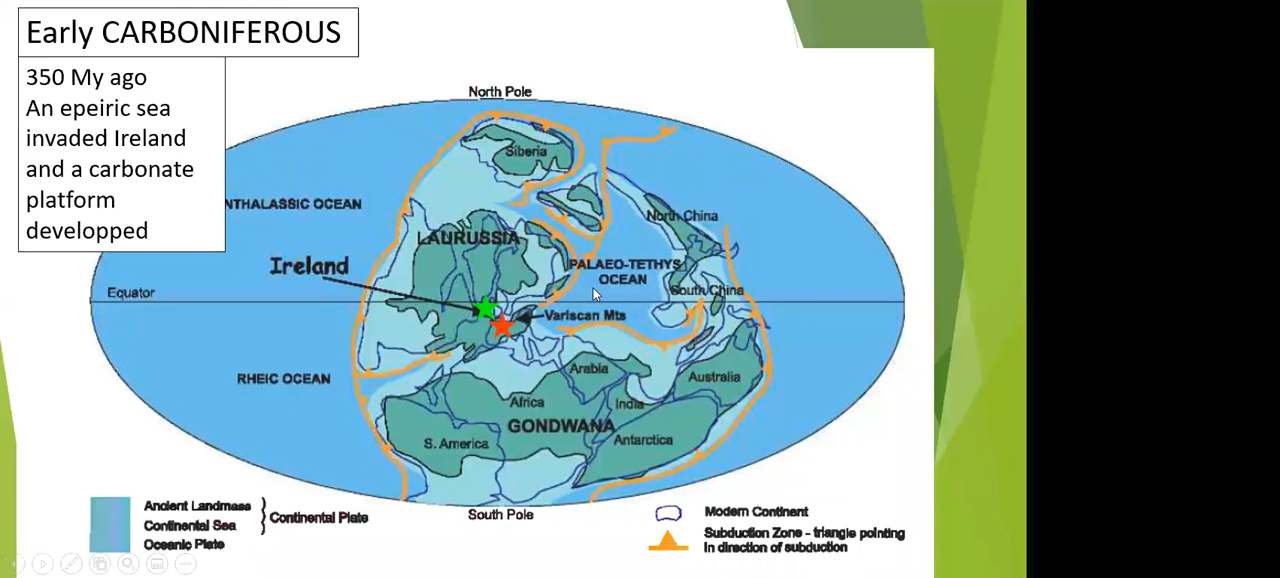 Early CARBONIFEROUS
350 My ago
An epeiric sea
invaded Ireland
and a carbonate
platform
developped
North Pole
Siberia
NTHALASSIC OCEAN
North China
LAURUSSIA
Ireland
PALAEO-TETHYS
OCEAN
South China
Equator
Variscan Mts
RHEIC OCEAN
Arabia
Australia
Africa
India
GONDWANA
S. America
Antarctica
South Pole
Ancient Landmass
Continental Sea
Continental Plate
Oceanic Plate
Modern Continent
Subduction Zone - triangle pointing
in direction of subduction